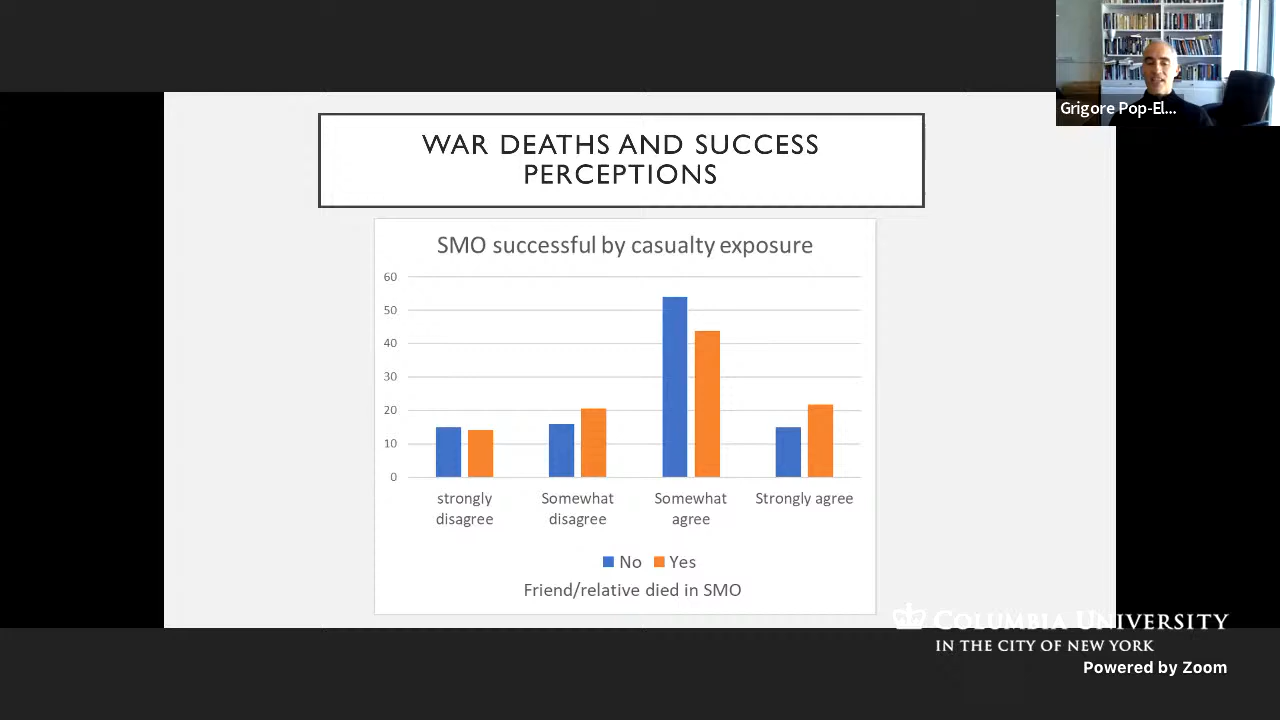 Grigore Pop-El...
WAR DEATHS AND SUCCESS
PERCEPTIONS
SMO successful by casualty exposure
60
50
40
30
20
10
0
strongly
disagree
Somewhat
disagree
Somewhat
agree
Strongly agree
No
Yes
Friend/relative died in SMO
COLUMBIA UNIVERSITY
IN THE CITY OF NEW YORK
Powered by Zoom